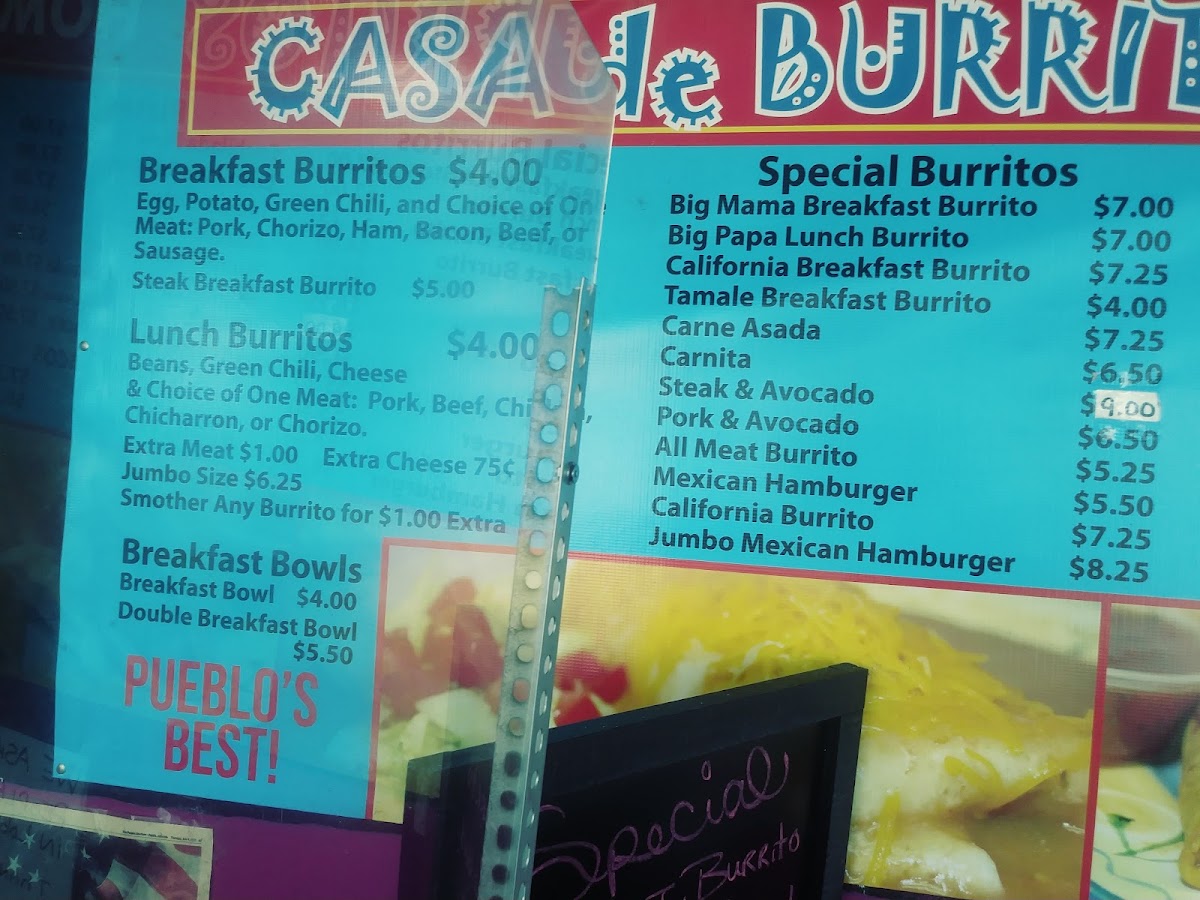 CASA de BURRIT
Breakfast Burritos $4.00
Egg, Potato, Green Chili, and Choice of One
Meat: Pork, Chorizo, Ham, Bacon, Beef, or
Sausage.
Steak Breakfast Burrito $5.00
Lunch Burritos $4.00
Beans, Green Chili, Cheese
& Choice of One Meat: Pork, Beef,
Chicharron, or Chorizo.
Extra Meat $1.00 Extra Cheese 75¢
Jumbo Size $6.25
Smother Any Burrito for $1.00 Extra
Breakfast Bowls
Breakfast Bowl $4.00
Double Breakfast Bowl
$5.50
PUEBLO'S
BEST!
Special Burritos
Big Mama Breakfast Burrito $7.00
Big Papa Lunch Burrito $7.00
California Breakfast Burrito $7.25
Tamale Breakfast Burrito $4.00
Carne Asada $7.25
Carnita $6.50
Steak & Avocado $9.00
Pork & Avocado $6.50
All Meat Burrito $5.25
Mexican Hamburger $5.50
California Burrito $7.25
Jumbo Mexican Hamburger $8.25
Special
Burrito